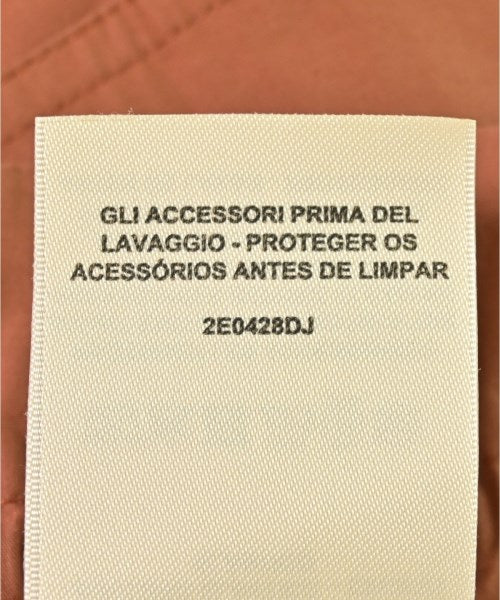 GLI ACCESSORI PRIMA DEL
LAVAGGIO - PROTEGER OS
ACESSÓRIOS ANTES DE LIMPAR
2E0428DJ